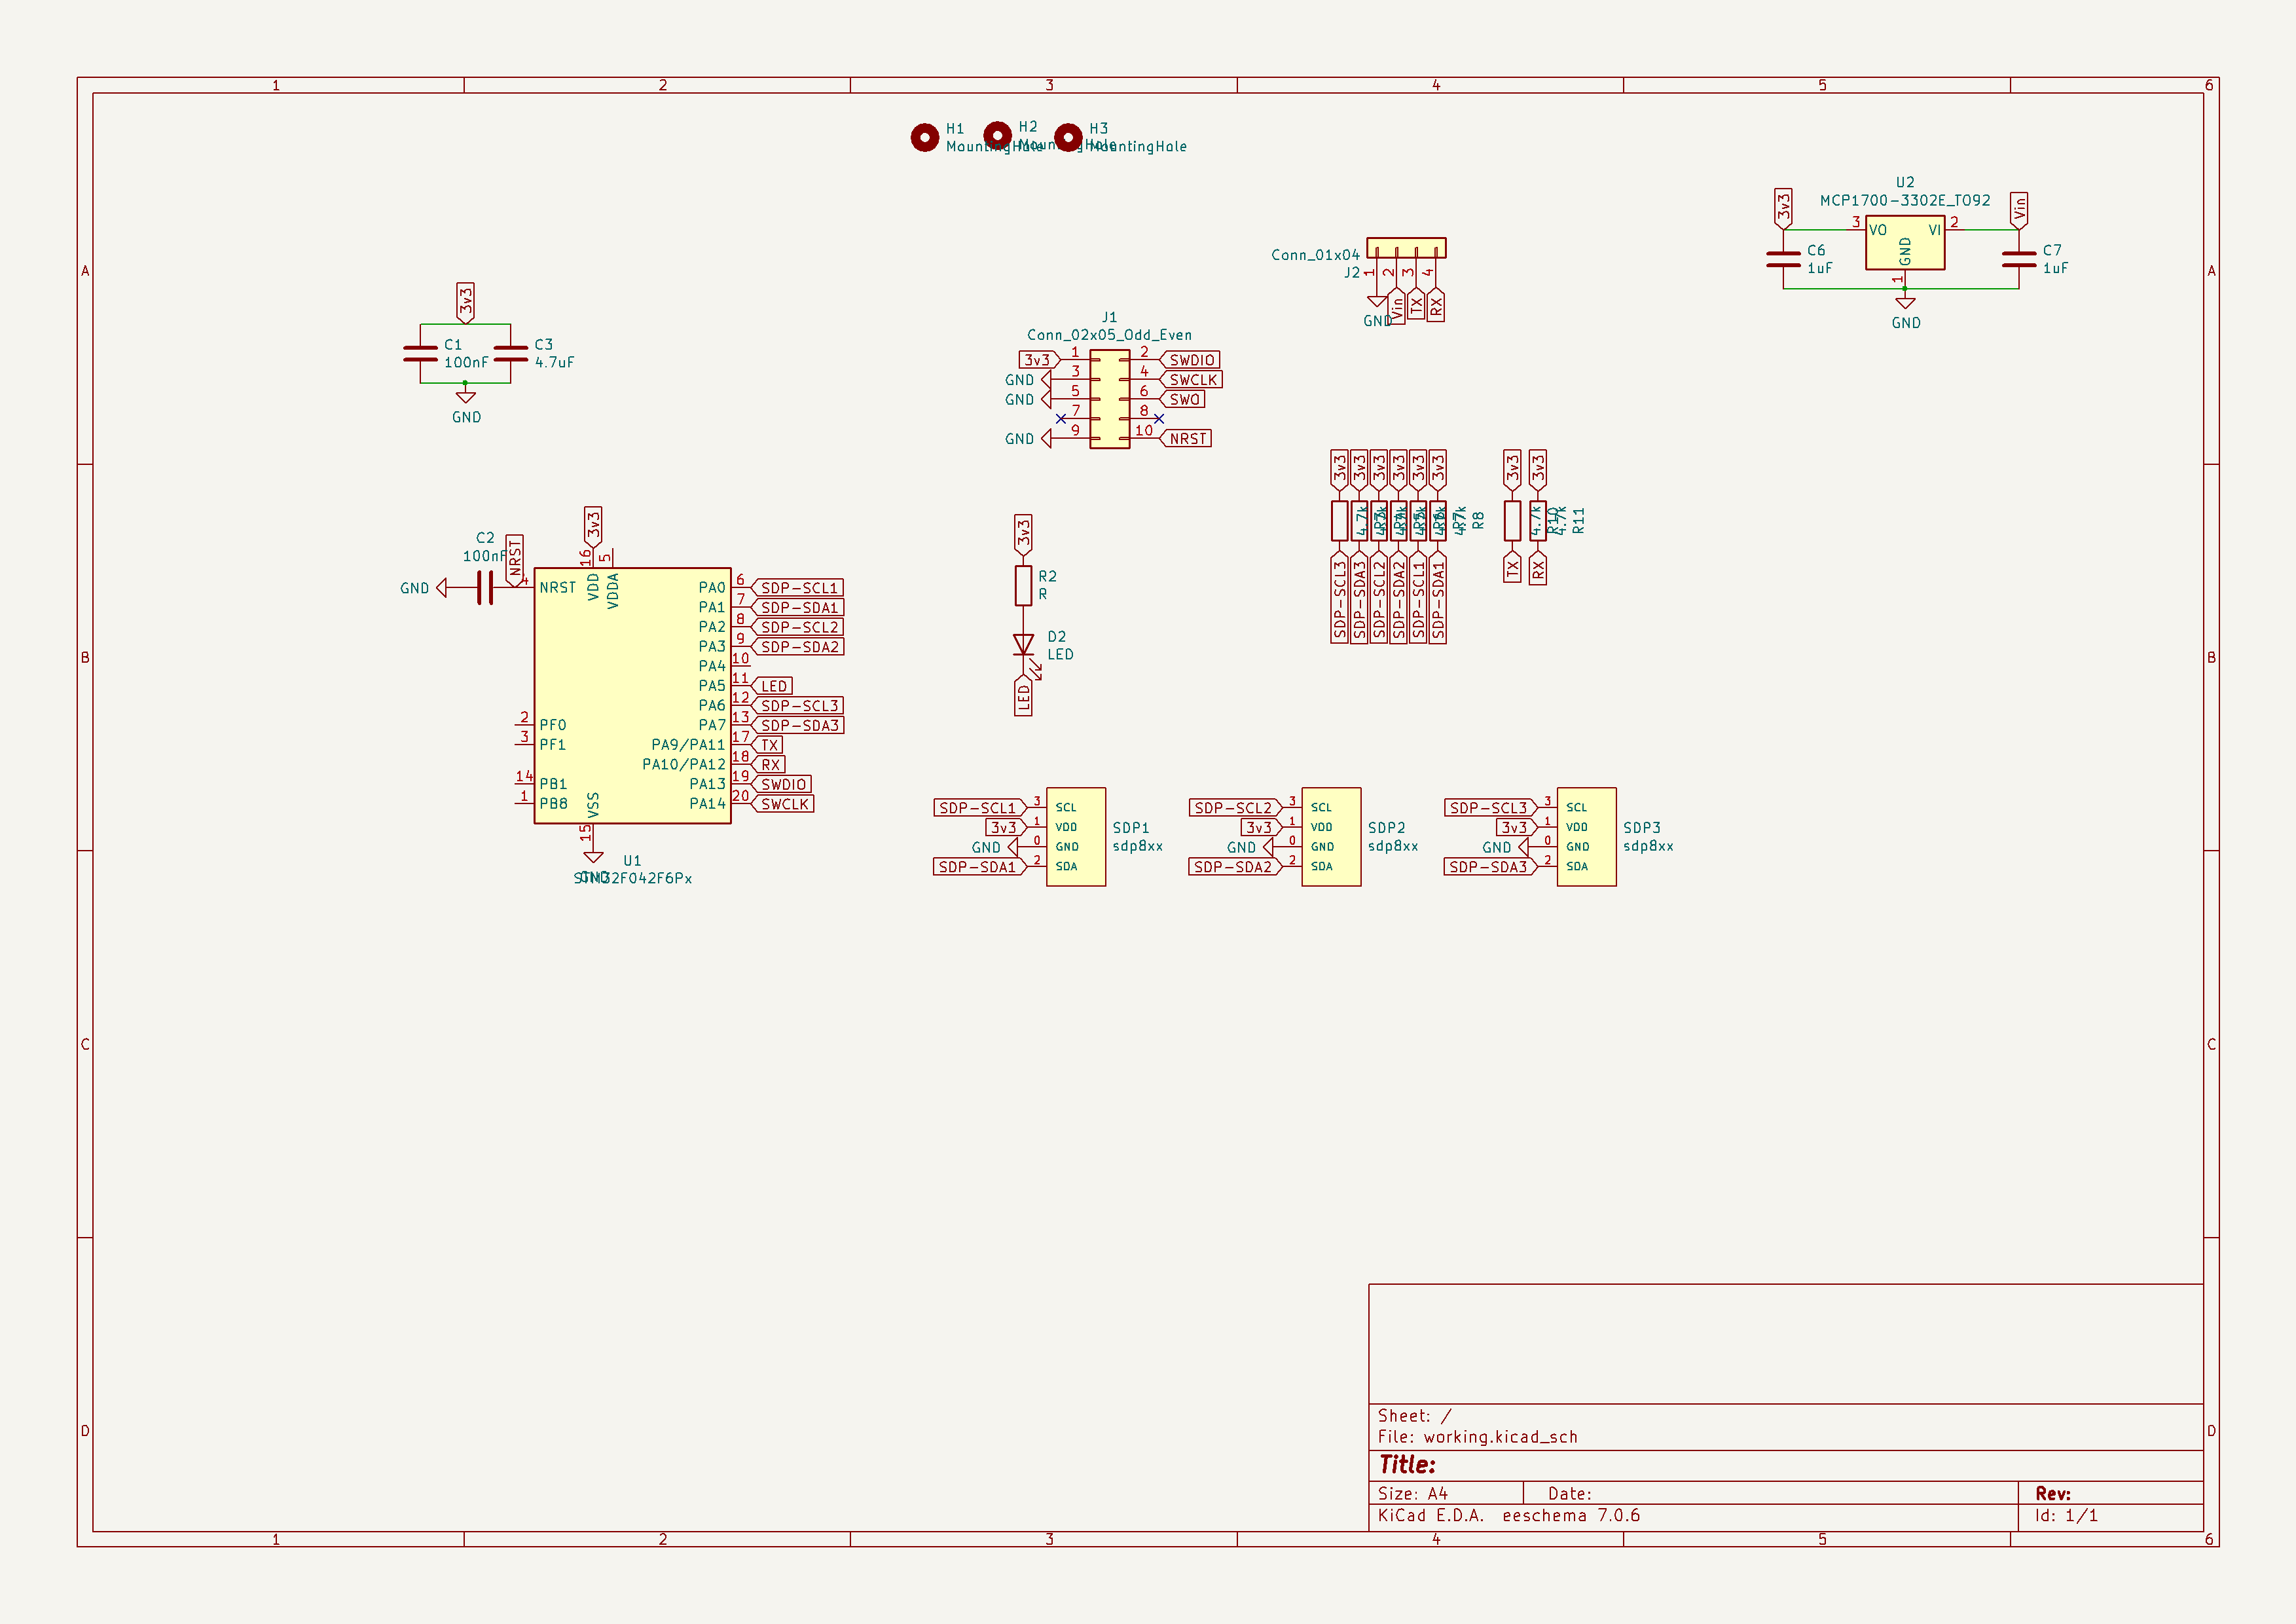 1 2 3 4 5 6
A
B
C
D
A
B
C
D
H1
MountingHole
H2
MountingHole
H3
MountingHole
U2
MCP1700-3302E_TO92
3v3
Vin
3 VO
VI 2
GND
1
C6
1uF
C7
1uF
GND
Conn_01x04
J2
1 2 3 4
GND
Vin
TX
RX
3v3
C1
100nF
C3
4.7uF
GND
J1
Conn_02x05_Odd_Even
3v3 1 2 SWDIO
GND 3 4 SWCLK
GND 5 6 SWO
7 8
GND 9 10 NRST
3v3 3v3 3v3 3v3 3v3 3v3
4.7k
R8
SDP-SCL3
SDP-SDA3
SDP-SCL2
SDP-SDA2
SDP-SCL1
SDP-SDA1
3v3 3v3
4.7k
R10
4.7k
R11
TX
RX
C2
100nF
GND
NRST
3v3
16 5
4 NRST
VDD
VDDA
PA0 6 SDP-SCL1
PA1 7 SDP-SDA1
PA2 8 SDP-SCL2
PA3 9 SDP-SDA2
PA4 10
PA5 11 LED
PA6 12 SDP-SCL3
2 PF0
PA7 13 SDP-SDA3
3 PF1
PA9/PA11 17 TX
PA10/PA12 18 RX
14 PB1
PA13 19 SWDIO
1 PB8
PA14 20 SWCLK
VSS
15
GND
U1
STM32F042F6Px
3v3
R2
R
D2
LED
LED
SDP-SCL1 3 SCL
3v3 1 VDD
GND 0 GND
SDP-SDA1 2 SDA
SDP1
sdp8xx
SDP-SCL2 3 SCL
3v3 1 VDD
GND 0 GND
SDP-SDA2 2 SDA
SDP2
sdp8xx
SDP-SCL3 3 SCL
3v3 1 VDD
GND 0 GND
SDP-SDA3 2 SDA
SDP3
sdp8xx
Sheet: /
File: working.kicad_sch
Title:
Size: A4
Date:
Rev:
KiCad E.D.A. eeschema 7.0.6
Id: 1/1
1 2 3 4 5 6